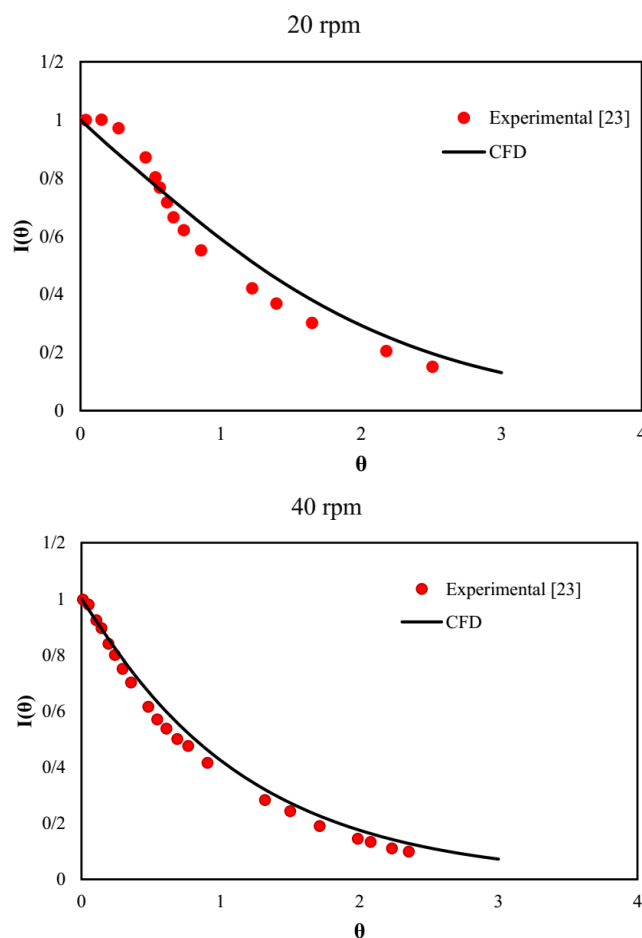 20 rpm
1/2
1
0/8
0/6
0/4
0/2
0
I(θ)
Experimental [23]
CFD
0 1 2 3 4
θ
40 rpm
1/2
1
0/8
0/6
0/4
0/2
0
I(θ)
Experimental [23]
CFD
0 1 2 3 4
θ